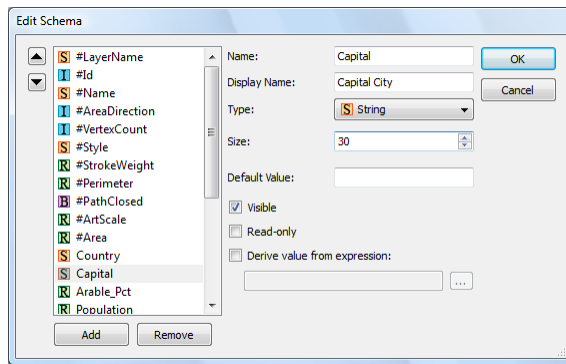 Edit Schema
S #LayerName
I #Id
S #Name
I #AreaDirection
I #VertexCount
S #Style
R #StrokeWeight
R #Perimeter
B #PathClosed
R #ArtScale
R #Area
S Country
S Capital
R Arable_Pct
R Population
Add Remove
Name: Capital
Display Name: Capital City
Type: S String
Size: 30
Default Value:
Visible
Read-only
Derive value from expression:
...
OK
Cancel